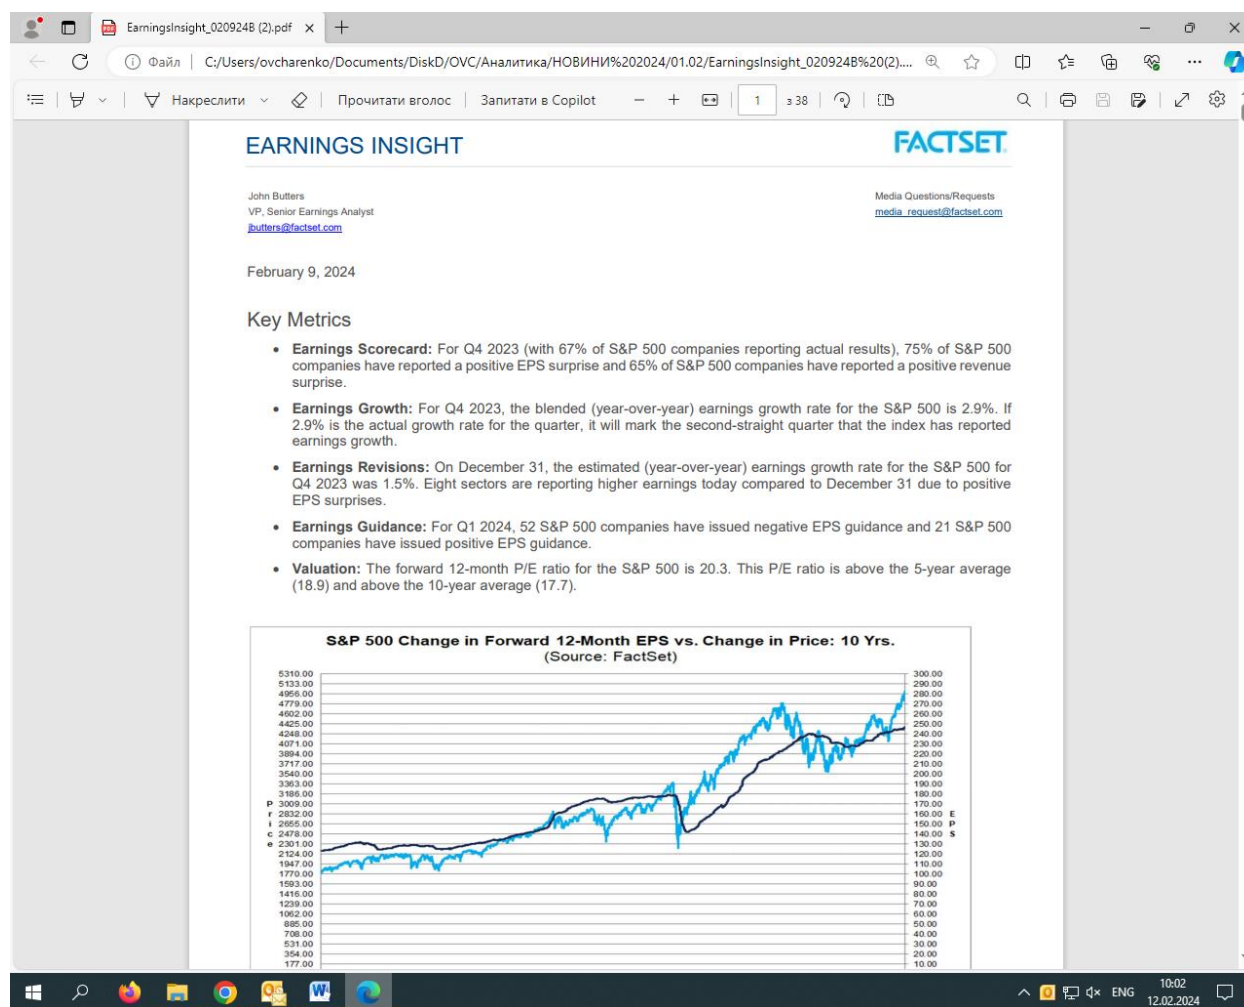 EarningsInsight_020924B (2).pdf
Файл
C:/Users/ovcharenko/Documents/DiskD/OVC/Аналитика/НОВИНИ%202024/01.02/EarningsInsight_020924B%20(2)....
Накреслити
Прочитати вголос
Запитати в Copilot
1
з 38
EARNINGS INSIGHT
FACTSET
John Butters
VP, Senior Earnings Analyst
jbutters@factset.com
Media Questions/Requests
media_request@factset.com
February 9, 2024
Key Metrics
• Earnings Scorecard: For Q4 2023 (with 67% of S&P 500 companies reporting actual results), 75% of S&P 500
companies have reported a positive EPS surprise and 65% of S&P 500 companies have reported a positive revenue
surprise.
• Earnings Growth: For Q4 2023, the blended (year-over-year) earnings growth rate for the S&P 500 is 2.9%. If
2.9% is the actual growth rate for the quarter, it will mark the second-straight quarter that the index has reported
earnings growth.
• Earnings Revisions: On December 31, the estimated (year-over-year) earnings growth rate for the S&P 500 for
Q4 2023 was 1.5%. Eight sectors are reporting higher earnings today compared to December 31 due to positive
EPS surprises.
• Earnings Guidance: For Q1 2024, 52 S&P 500 companies have issued negative EPS guidance and 21 S&P 500
companies have issued positive EPS guidance.
• Valuation: The forward 12-month P/E ratio for the S&P 500 is 20.3. This P/E ratio is above the 5-year average
(18.9) and above the 10-year average (17.7).
S&P 500 Change in Forward 12-Month EPS vs. Change in Price: 10 Yrs.
(Source: FactSet)
5310.00
5133.00
4956.00
4779.00
4602.00
4425.00
4248.00
4071.00
3894.00
3717.00
3540.00
3363.00
3186.00
3009.00
2832.00
2655.00
2478.00
2301.00
2124.00
1947.00
1770.00
1593.00
1416.00
1239.00
1062.00
885.00
708.00
531.00
354.00
177.00
Price
300.00
290.00
280.00
270.00
260.00
250.00
240.00
230.00
220.00
210.00
200.00
190.00
180.00
170.00
160.00
150.00
140.00
130.00
120.00
110.00
100.00
90.00
80.00
70.00
60.00
50.00
40.00
30.00
20.00
10.00
EPS
ENG
10:02
12.02.2024